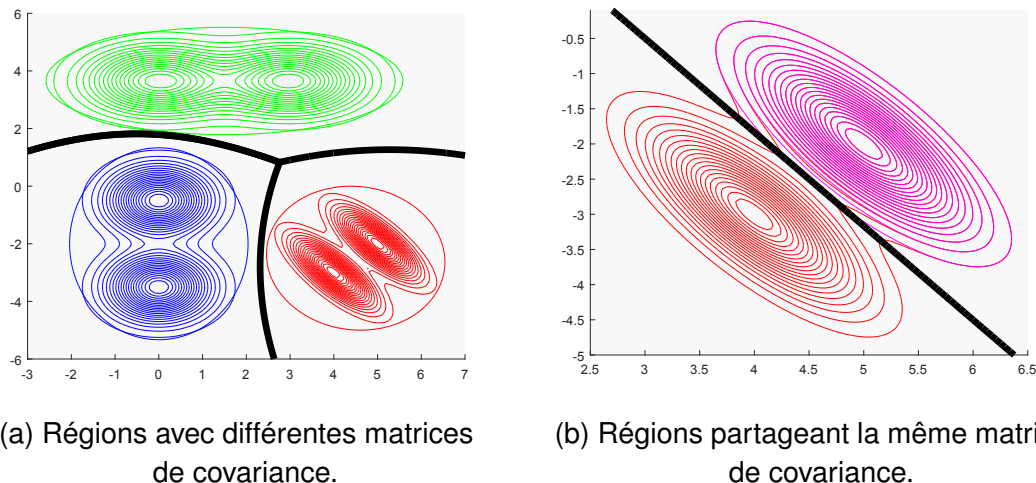 6
4
2
0
-2
-4
-6
-3 -2 -1 0 1 2 3 4 5 6 7
-0.5
-1
-1.5
-2
-2.5
-3
-3.5
-4
-4.5
-5
2.5 3 3.5 4 4.5 5 5.5 6 6.5
(a) Régions avec différentes matrices
de covariance.
(b) Régions partageant la même matri
de covariance.